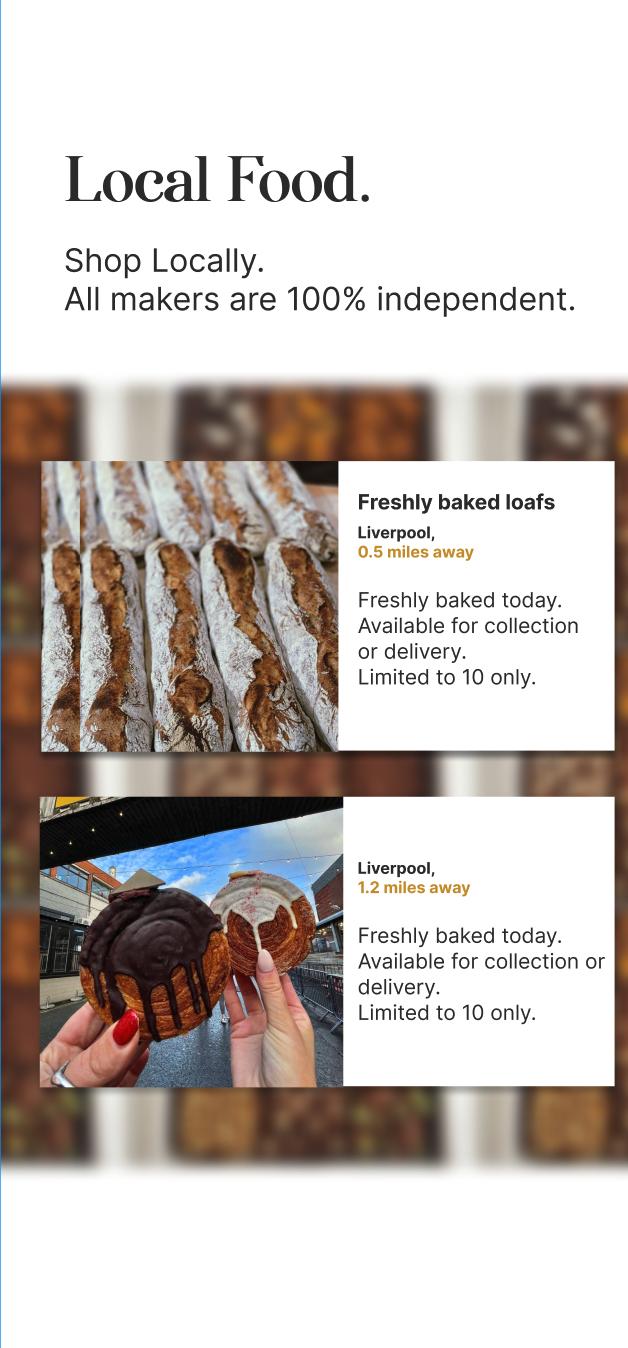 Local Food.
Shop Locally.
All makers are 100% independent.
Freshly baked loafs
Liverpool,
0.5 miles away
Freshly baked today.
Available for collection
or delivery.
Limited to 10 only.
Liverpool,
1.2 miles away
Freshly baked today.
Available for collection or
delivery.
Limited to 10 only.